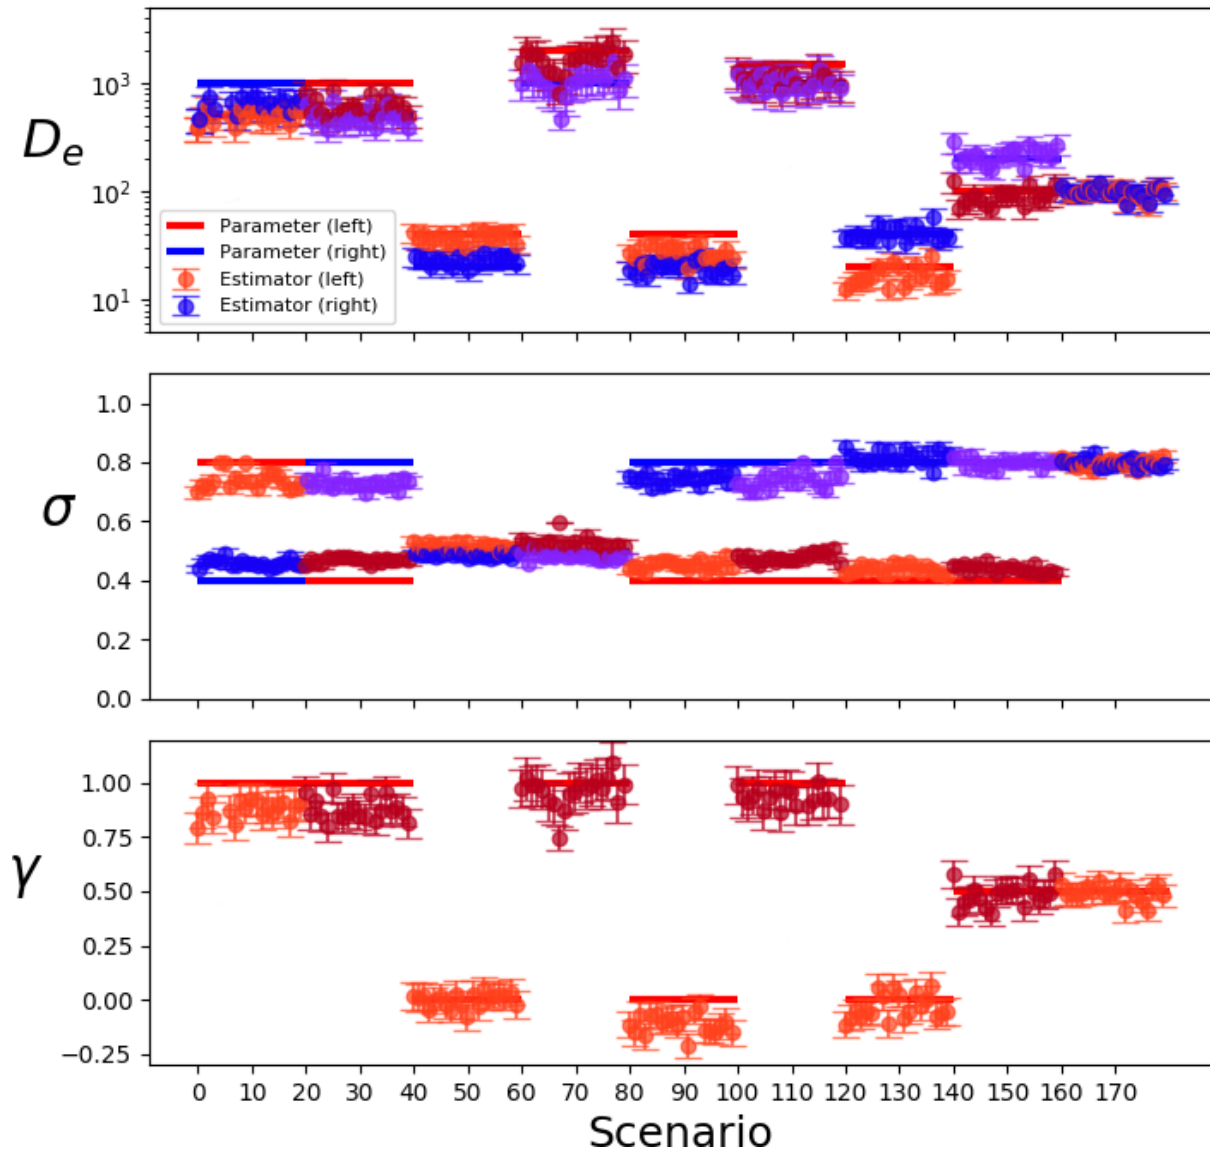 10³
10²
10¹
D_e
Parameter (left)
Parameter (right)
Estimator (left)
Estimator (right)
1.0
0.8
0.6
0.4
0.2
0.0
σ
1.00
0.75
0.50
0.25
0.00
−0.25
γ
0 10 20 30 40 50 60 70 80 90 100 110 120 130 140 150 160 170
Scenario